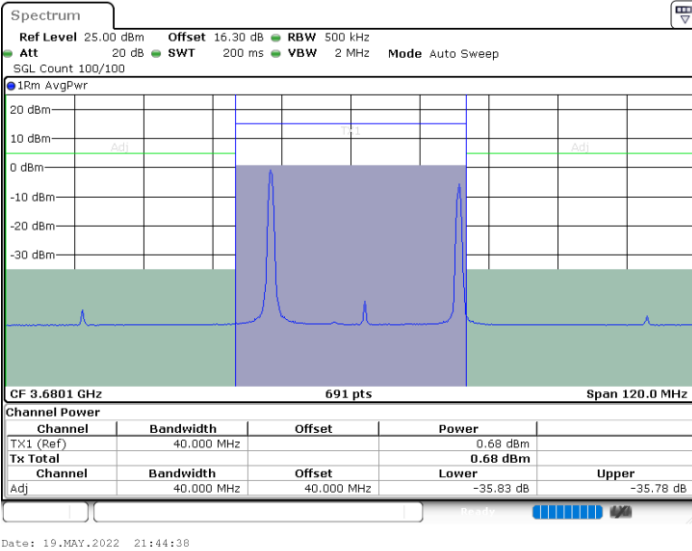 Spectrum
Ref Level 25.00 dBm Offset 16.30 dB RBW 500 kHz
Att 20 dB SWT 200 ms VBW 2 MHz Mode Auto Sweep
SGL Count 100/100
1Rm AvgPwr
20 dBm
TX1
10 dBm
Adj Adj
0 dBm
-10 dBm
-20 dBm
-30 dBm
CF 3.6801 GHz 691 pts Span 120.0 MHz
Channel Power
Channel Bandwidth Offset Power
TX1 (Ref) 40.000 MHz 0.68 dBm
Tx Total 0.68 dBm
Channel Bandwidth Offset Lower Upper
Adj 40.000 MHz 40.000 MHz -35.83 dB -35.78 dB
Ready
Date: 19.MAY.2022 21:44:38